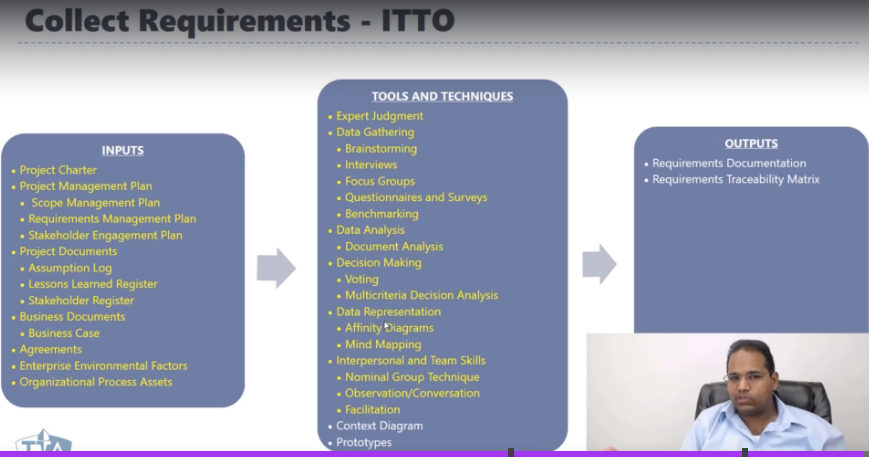 Collect Requirements - ITTO
INPUTS
• Project Charter
• Project Management Plan
• Scope Management Plan
• Requirements Management Plan
• Stakeholder Engagement Plan
• Project Documents
• Assumption Log
• Lessons Learned Register
• Stakeholder Register
• Business Documents
• Business Case
• Agreements
• Enterprise Environmental Factors
• Organizational Process Assets
TOOLS AND TECHNIQUES
• Expert Judgment
• Data Gathering
• Brainstorming
• Interviews
• Focus Groups
• Questionnaires and Surveys
• Benchmarking
• Data Analysis
• Document Analysis
• Decision Making
• Voting
• Multicriteria Decision Analysis
• Data Representation
• Affinity Diagrams
• Mind Mapping
• Interpersonal and Team Skills
• Nominal Group Technique
• Observation/Conversation
• Facilitation
• Context Diagram
• Prototypes
OUTPUTS
• Requirements Documentation
• Requirements Traceability Matrix